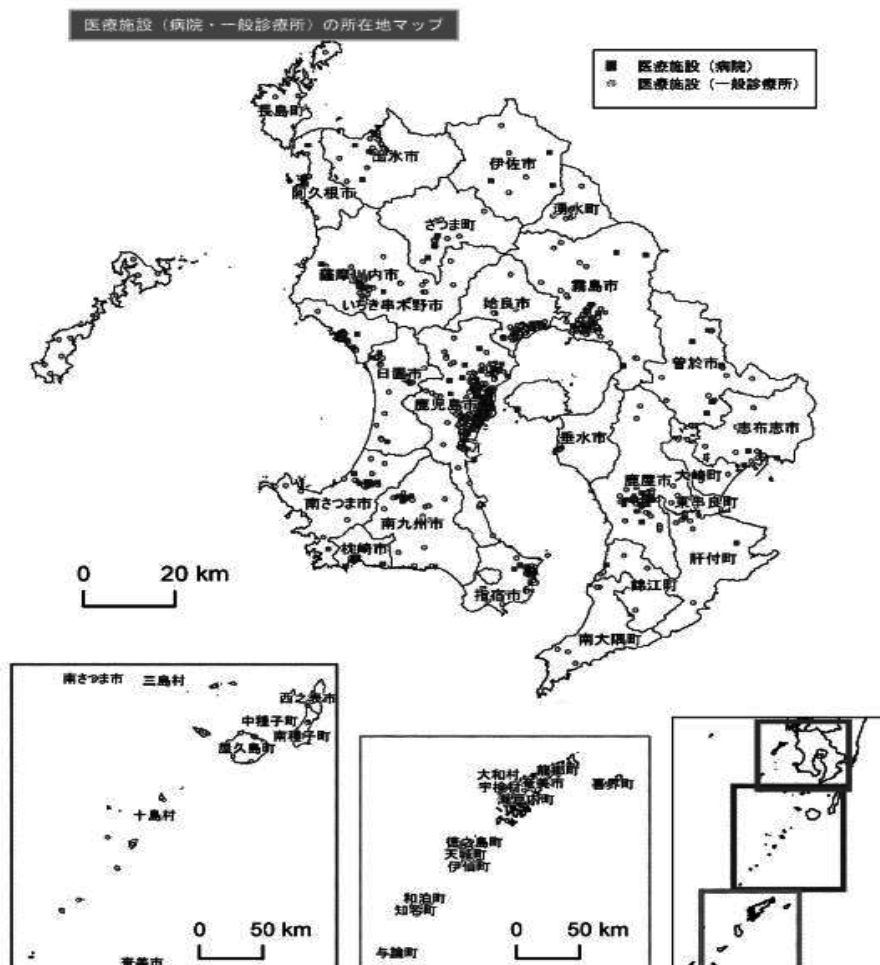 医療施設（病院・一般診療所）の所在地マップ
医療施設（病院）
医療施設（一般診療所）
長島町
出水市
伊佐市
阿久根市
湧水町
さつま町
薩摩川内市
霧島市
いちき串木野市
姶良市
曽於市
日置市
鹿児島市
志布志市
垂水市
鹿屋市
大崎町
南さつま市
東串良町
南九州市
枕崎市
肝付町
0 20 km
錦江町
指宿市
南大隅町
南さつま市
三島村
西之表市
中種子町
南種子町
屋久島町
十島村
0 50 km
奄美市
大和村
龍郷町
宇検村
奄美市
喜界町
瀬戸内町
徳之島町
天城町
伊仙町
和泊町
知名町
0 50 km
与論町